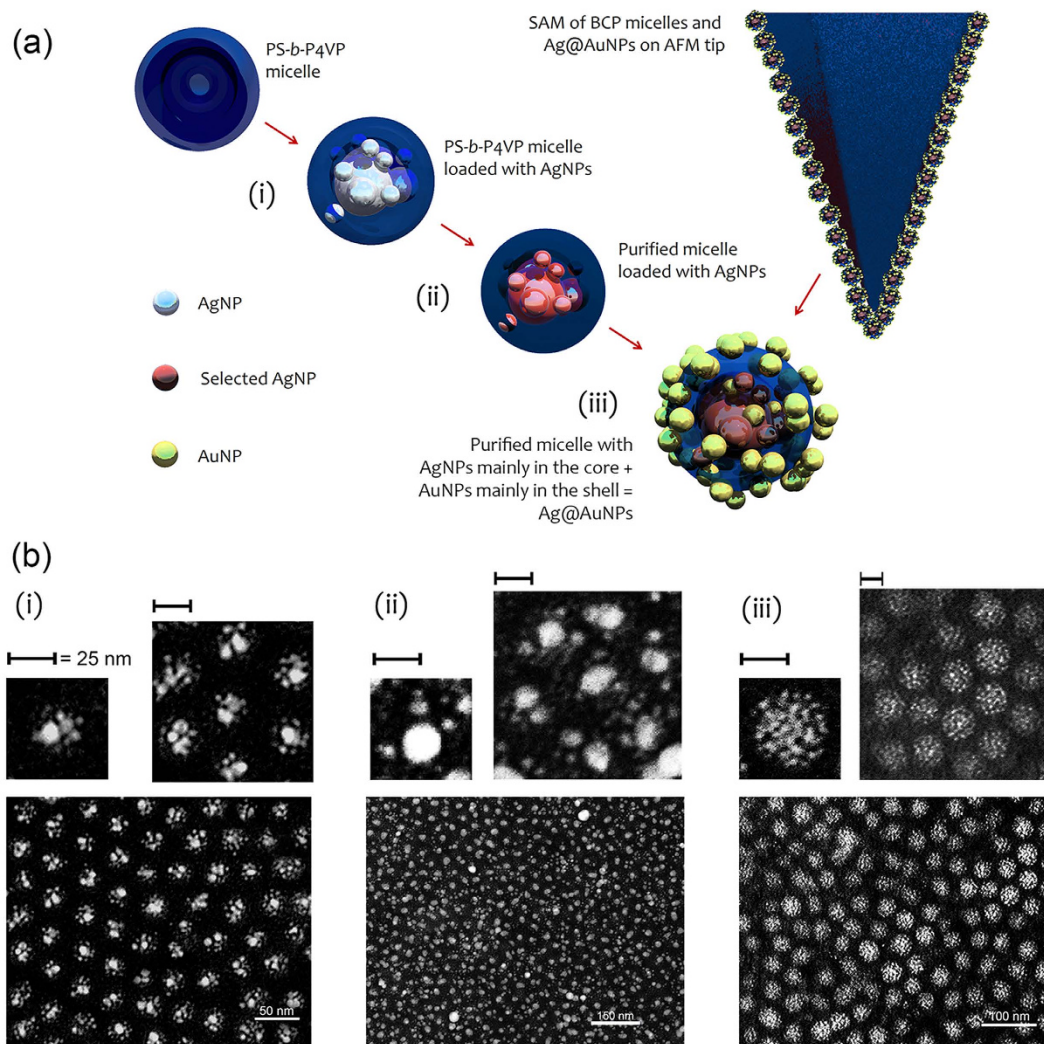 (a)
PS-b-P4VP
micelle
SAM of BCP micelles and
Ag@AuNPs on AFM tip
PS-b-P4VP micelle
loaded with AgNPs
(i)
Purified micelle
loaded with AgNPs
(ii)
AgNP
Selected AgNP
AuNP
(iii)
Purified micelle with
AgNPs mainly in the core +
AuNPs mainly in the shell =
Ag@AuNPs
(b)
(i)
= 25 nm
50 nm
(ii)
150 nm
(iii)
100 nm